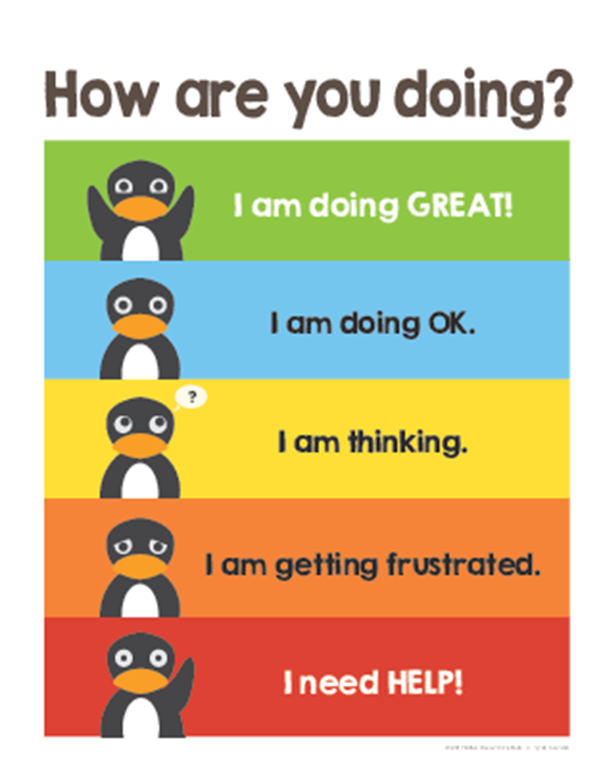 How are you doing?
I am doing GREAT!
I am doing OK.
?
I am thinking.
I am getting frustrated.
I need HELP!